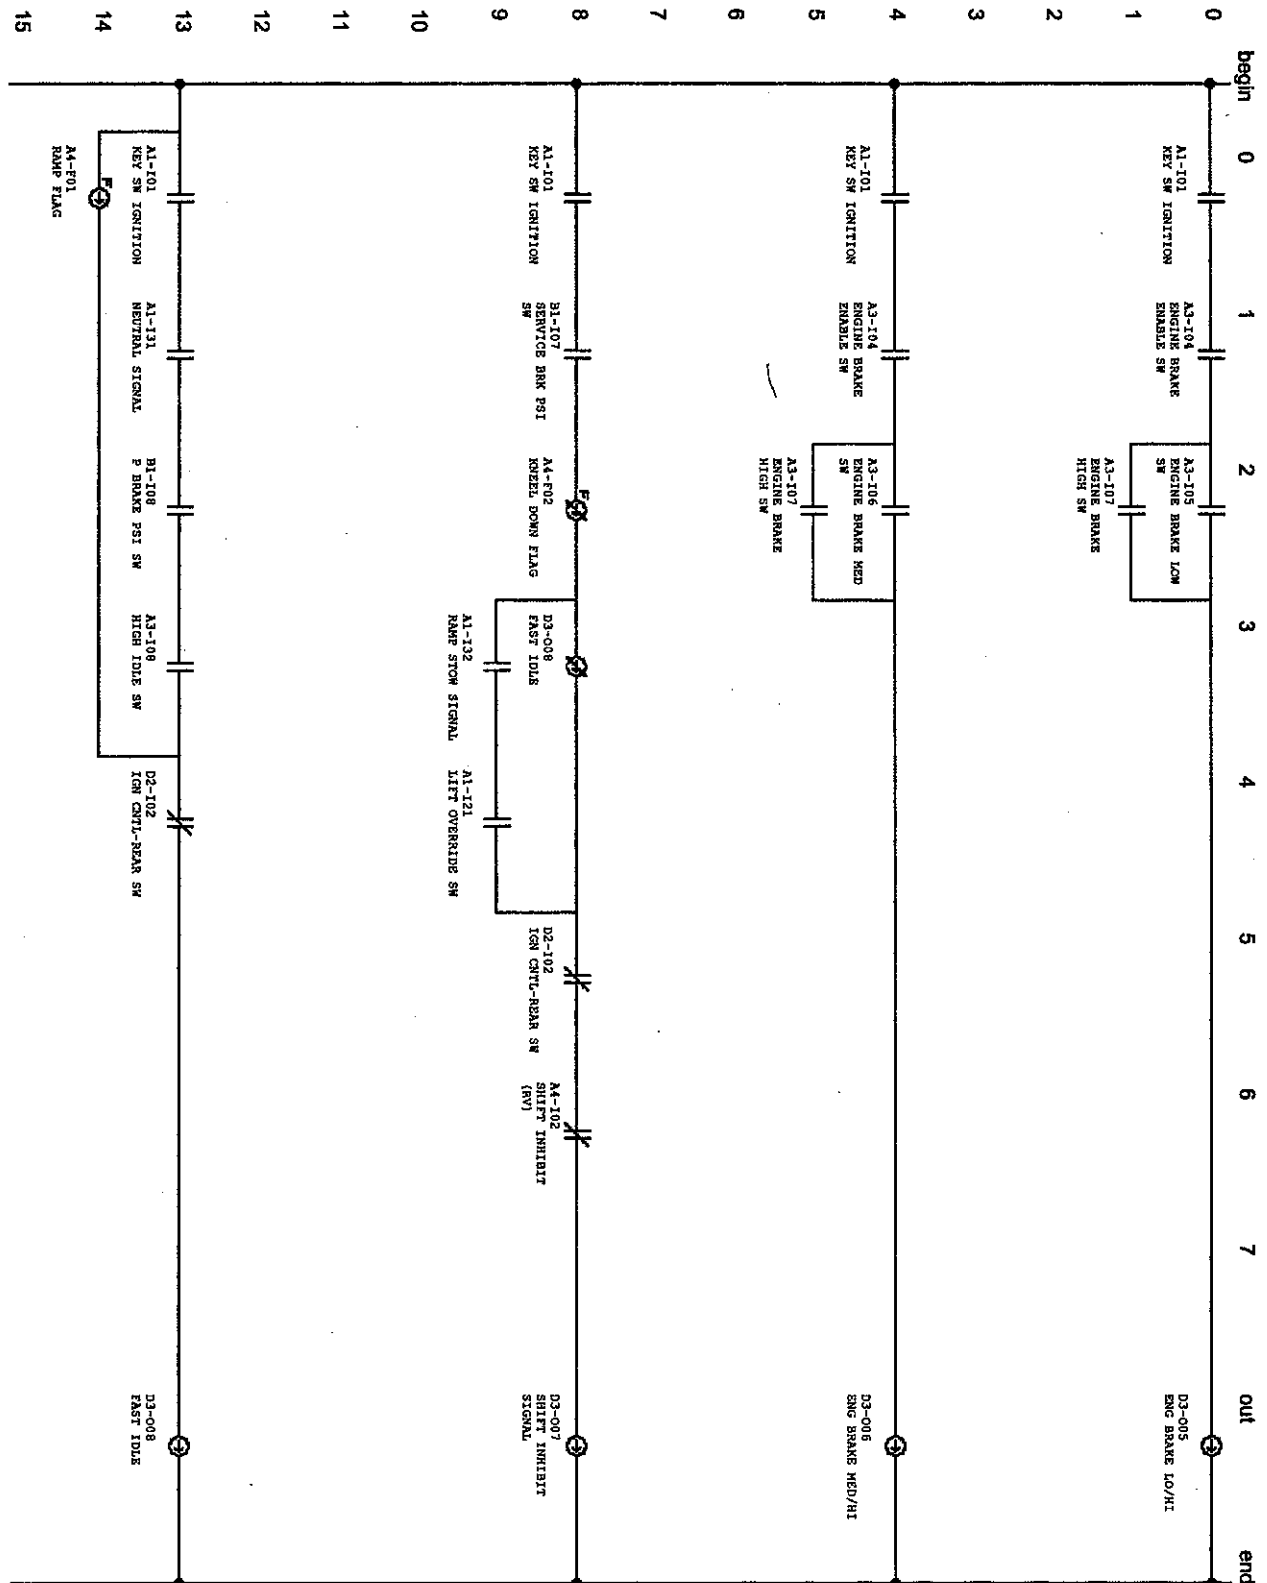 begin 0 1 2 3 4 5 6 7 out end
0
A1-I01
KEY SW IGNITION
A3-I04
ENGINE BRAKE
ENABLE SW
A3-I05
ENGINE BRAKE LOW
SW
D3-O05
ENG BRAKE LO/HI
1
A3-I07
ENGINE BRAKE
HIGH SW
2
3
4
A1-I01
KEY SW IGNITION
A3-I04
ENGINE BRAKE
ENABLE SW
A3-I06
ENGINE BRAKE MED
SW
D3-O06
ENG BRAKE MED/HI
5
A3-I07
ENGINE BRAKE
HIGH SW
6
7
8
A1-I01
KEY SW IGNITION
B1-I07
SERVICE BRK PSI
SW
F
A4-F02
KNEEL DOWN FLAG
D3-O08
FAST IDLE
D2-I02
IGN CNTL-REAR SW
A4-I02
SHIFT INHIBIT
(RV)
D3-O07
SHIFT INHIBIT
SIGNAL
9
A1-I32
RAMP STOW SIGNAL
A1-I21
LIFT OVERRIDE SW
10
11
12
13
A1-I01
KEY SW IGNITION
A1-I31
NEUTRAL SIGNAL
B1-I08
P BRAKE PSI SW
A3-I08
HIGH IDLE SW
D2-I02
IGN CNTL-REAR SW
D3-O08
FAST IDLE
14
F
A4-F01
RAMP FLAG
15